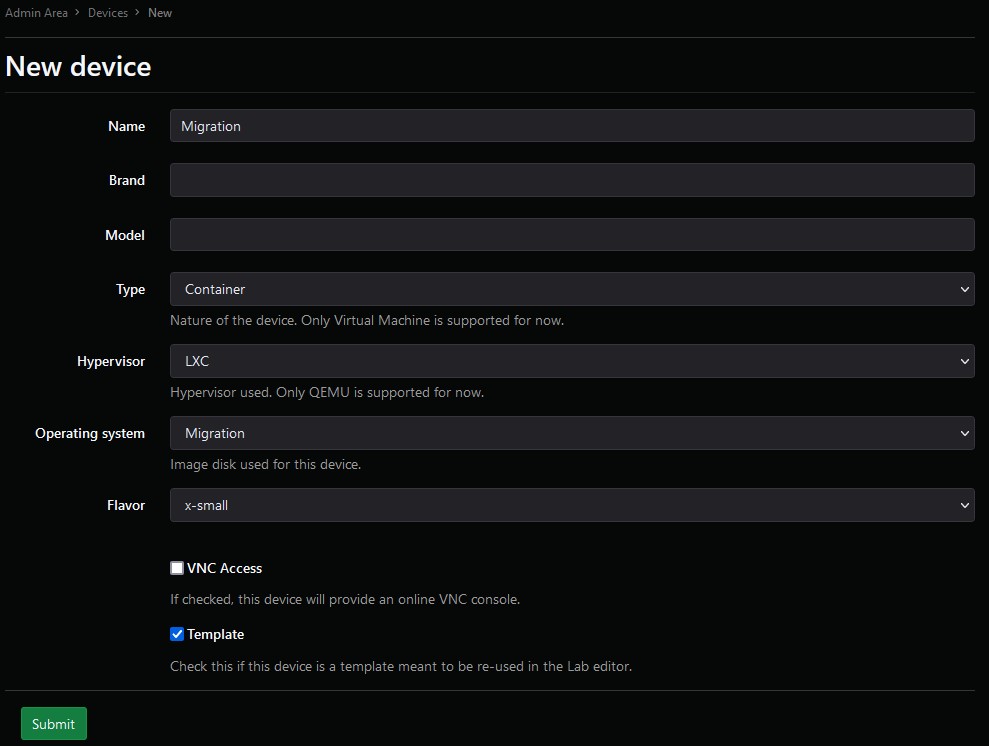 Admin Area > Devices > New
New device
Name Migration
Brand
Model
Type Container
Nature of the device. Only Virtual Machine is supported for now.
Hypervisor LXC
Hypervisor used. Only QEMU is supported for now.
Operating system Migration
Image disk used for this device.
Flavor x-small
VNC Access
If checked, this device will provide an online VNC console.
Template
Check this if this device is a template meant to be re-used in the Lab editor.
Submit